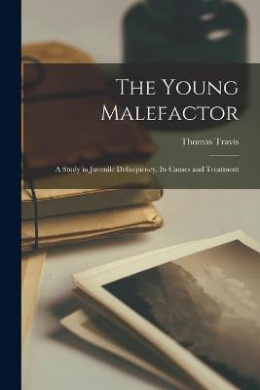 The Young
Malefactor
Thomas Travis
A Study in Juvenile Delinquency, Its Causes and Treatment